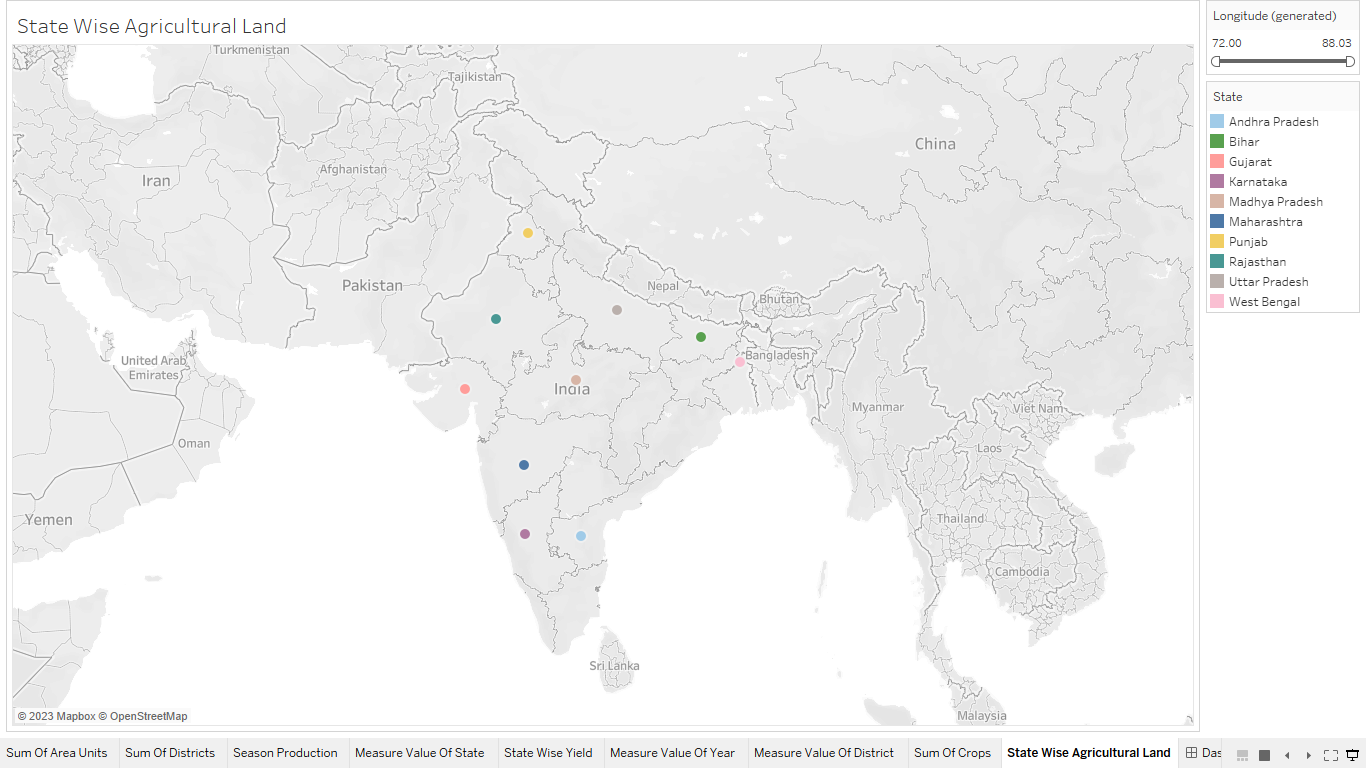 State Wise Agricultural Land
Longitude (generated)
72.00 88.03
State
Andhra Pradesh
Bihar
Gujarat
Karnataka
Madhya Pradesh
Maharashtra
Punjab
Rajasthan
Uttar Pradesh
West Bengal
Turkmenistan
Tajikistan
China
Afghanistan
Iran
Pakistan
Nepal
Bhutan
Bangladesh
United Arab
Emirates
India
Myanmar
Viet Nam
Oman
Laos
Yemen
Thailand
Cambodia
Sri Lanka
Malaysia
© 2023 Mapbox © OpenStreetMap
Sum Of Area Units
Sum Of Districts
Season Production
Measure Value Of State
State Wise Yield
Measure Value Of Year
Measure Value Of District
Sum Of Crops
State Wise Agricultural Land
Das